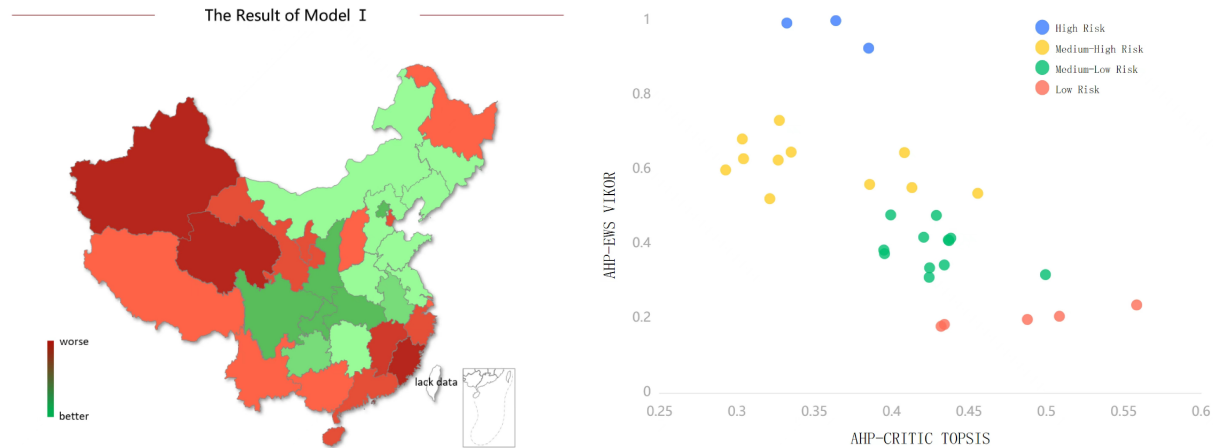 The Result of Model Ⅰ
worse
better
lack data
1
0.8
0.6
0.4
0.2
0
0.25
0.3
0.35
0.4
0.45
0.5
0.55
0.6
AHP-EWS VIKOR
AHP-CRITIC TOPSIS
High Risk
Medium-High Risk
Medium-Low Risk
Low Risk